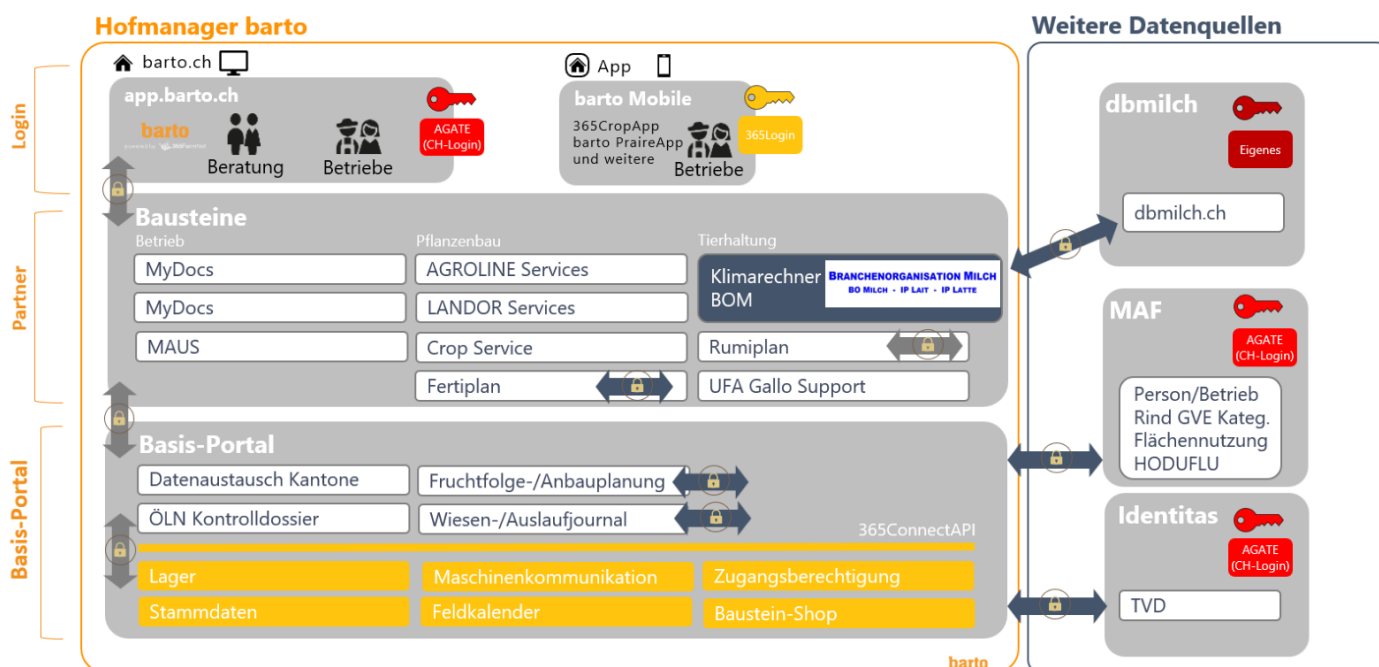 Hofmanager barto
Weitere Datenquellen
Login
barto.ch
App
app.barto.ch
barto
powered by
Beratung
Betriebe
AGATE
(CH-Login)
barto Mobile
365CropApp
barto PraireApp
und weitere
Betriebe
365Login
Partner
Bausteine
Betrieb
MyDocs
MyDocs
MAUS
Pflanzenbau
AGROLINE Services
LANDOR Services
Crop Service
Fertiplan
Tierhaltung
Klimarechner
BOM
BRANCHENORGANISATION MILCH
BO MILCH - IP LAIT - IP LATTE
Rumiplan
UFA Gallo Support
Basis-Portal
Basis-Portal
Datenaustausch Kantone
Fruchtfolge-/Anbauplanung
ÖLN Kontrolldossier
Wiesen-/Auslaufjournal
365ConnectAPI
Lager
Maschinenkommunikation
Zugangsberechtigung
Stammdaten
Feldkalender
Baustein-Shop
barto
dbmilch
Eigenes
dbmilch.ch
MAF
AGATE
(CH-Login)
Person/Betrieb
Rind GVE Kateg.
Flächennutzung
HODUFLU
Identitas
AGATE
(CH-Login)
TVD